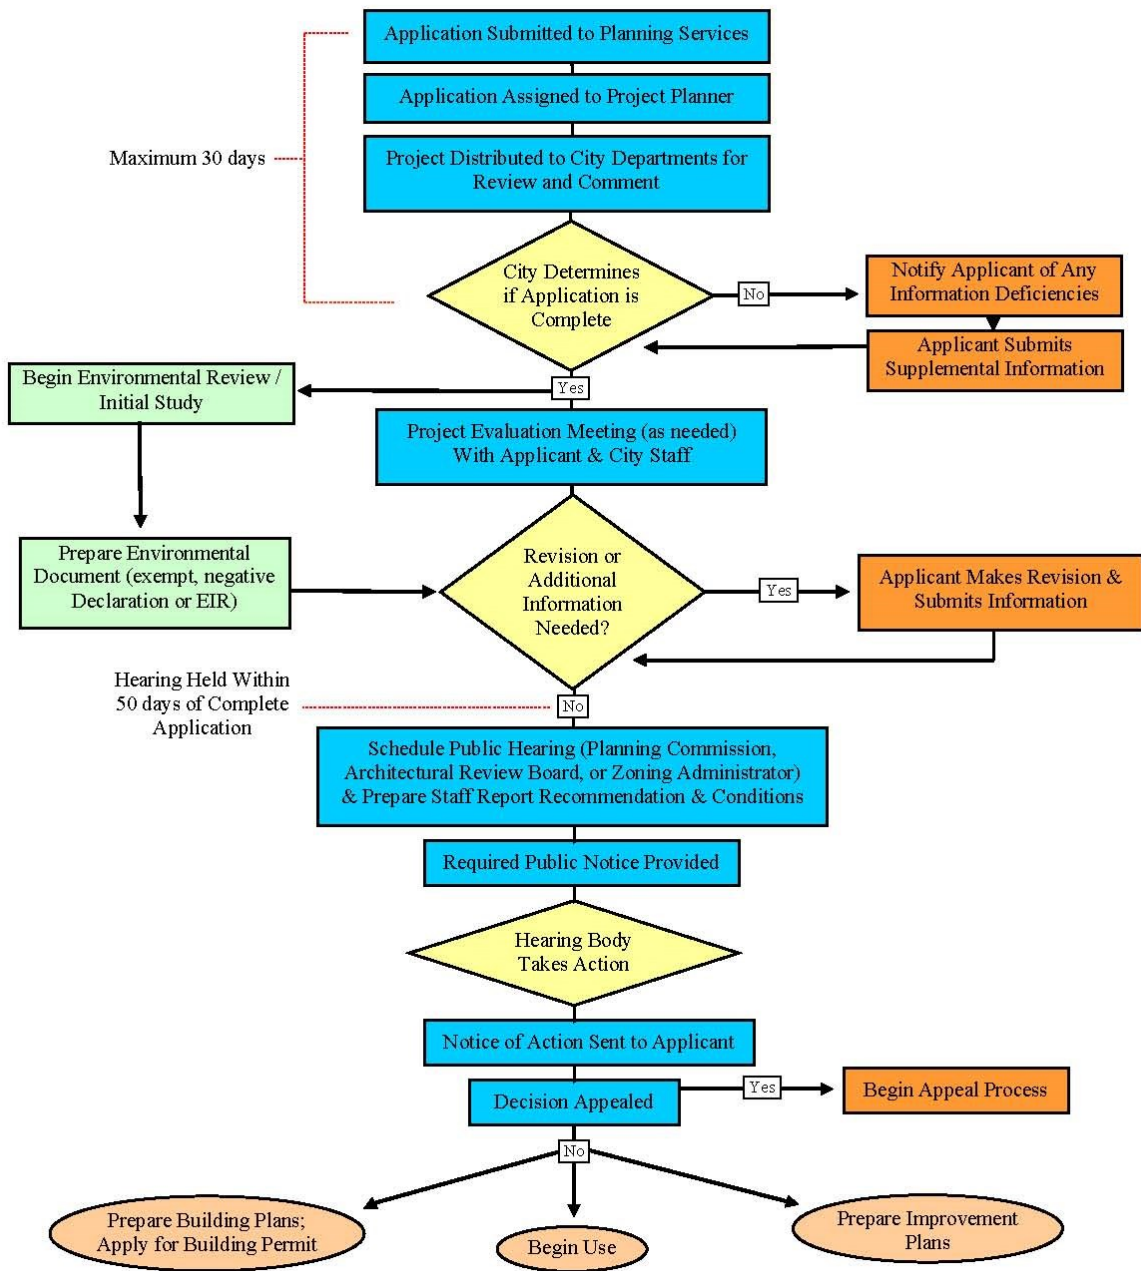 Application Submitted to Planning Services
Application Assigned to Project Planner
Maximum 30 days
Project Distributed to City Departments for
Review and Comment
City Determines
if Application is
Complete
No
Notify Applicant of Any
Information Deficiencies
Applicant Submits
Supplemental Information
Yes
Begin Environmental Review /
Initial Study
Project Evaluation Meeting (as needed)
With Applicant & City Staff
Prepare Environmental
Document (exempt, negative
Declaration or EIR)
Revision or
Additional
Information
Needed?
Yes
Applicant Makes Revision &
Submits Information
Hearing Held Within
50 days of Complete
Application
No
Schedule Public Hearing (Planning Commission,
Architectural Review Board, or Zoning Administrator)
& Prepare Staff Report Recommendation & Conditions
Required Public Notice Provided
Hearing Body
Takes Action
Notice of Action Sent to Applicant
Decision Appealed
Yes
Begin Appeal Process
No
Prepare Building Plans;
Apply for Building Permit
Begin Use
Prepare Improvement
Plans